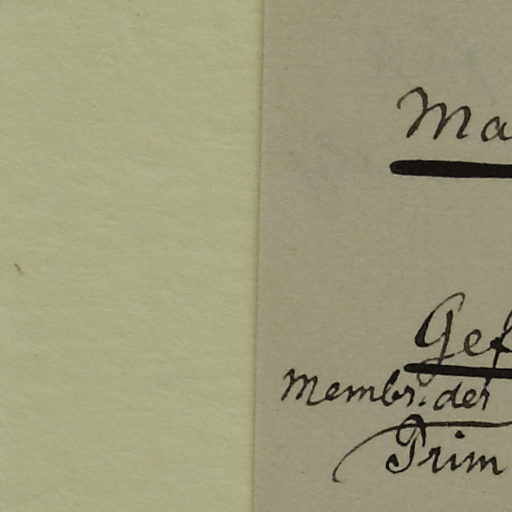 Ma
Gef
Membr. der
Prim